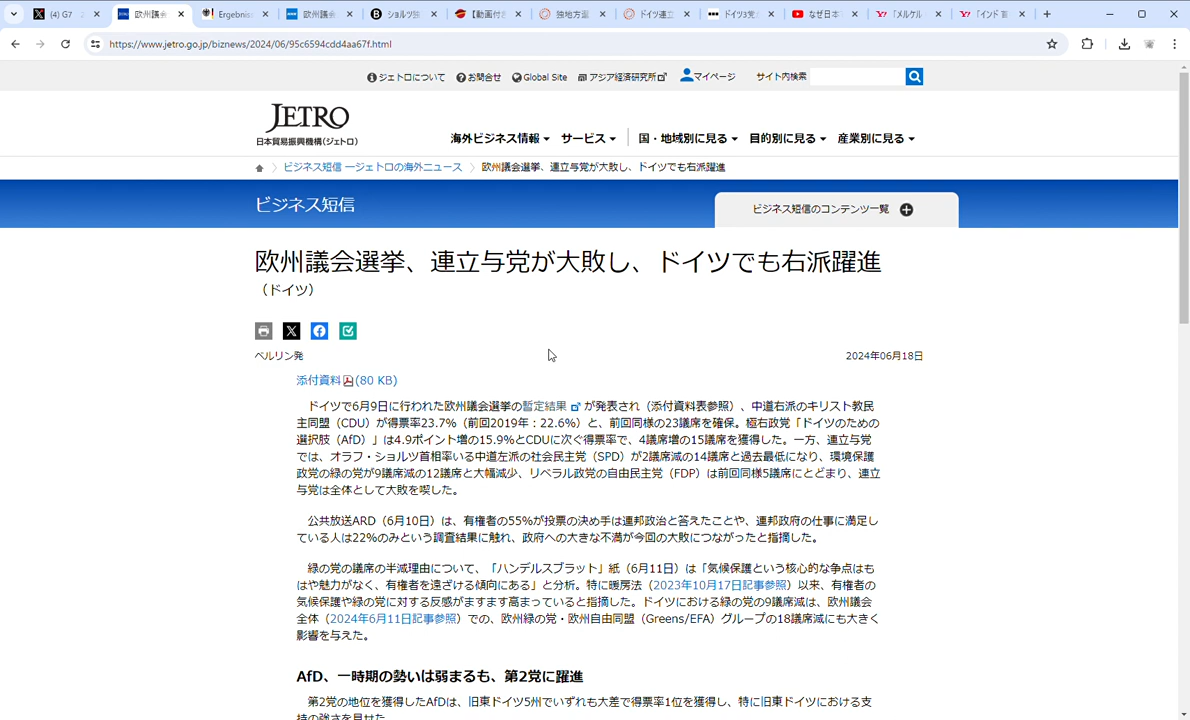 (4) G7
欧州議会
Ergebnis
欧州議会
ショルツ独
【動画付き
独地方選
ドイツ連立
ドイツ3党
なぜ日本
「メルケル
「インド 首
https://www.jetro.go.jp/biznews/2024/06/95c6594cdd4aa67f.html
ジェトロについて お問合せ Global Site アジア経済研究所 マイページ サイト内検索
JETRO
日本貿易振興機構(ジェトロ)
海外ビジネス情報 サービス 国・地域別に見る 目的別に見る 産業別に見る
ビジネス短信 ―ジェトロの海外ニュース 欧州議会選挙、連立与党が大敗し、ドイツでも右派躍進
ビジネス短信
ビジネス短信のコンテンツ一覧
欧州議会選挙、連立与党が大敗し、ドイツでも右派躍進
（ドイツ）
ベルリン発
2024年06月18日
添付資料 (80 KB)
ドイツで6月9日に行われた欧州議会選挙の暫定結果 が発表され（添付資料表参照）、中道右派のキリスト教民
主同盟（CDU）が得票率23.7%（前回2019年：22.6%）と、前回同様の23議席を確保。極右政党「ドイツのための
選択肢（AfD）」は4.9ポイント増の15.9%とCDUに次ぐ得票率で、4議席増の15議席を獲得した。一方、連立与党
では、オラフ・ショルツ首相率いる中道左派の社会民主党（SPD）が2議席減の14議席と過去最低になり、環境保護
政党の緑の党が9議席減の12議席と大幅減少、リベラル政党の自由民主党（FDP）は前回同様5議席にとどまり、連立
与党は全体として大敗を喫した。
公共放送ARD（6月10日）は、有権者の55%が投票の決め手は連邦政治と答えたことや、連邦政府の仕事に満足し
ている人は22%のみという調査結果に触れ、政府への大きな不満が今回の大敗につながったと指摘した。
緑の党の議席の半減理由について、「ハンデルスブラット」紙（6月11日）は「気候保護という核心的な争点はも
はや魅力がなく、有権者を遠ざける傾向にある」と分析。特に暖房法（2023年10月17日記事参照）以来、有権者の
気候保護や緑の党に対する反感がますます高まっていると指摘した。ドイツにおける緑の党の9議席減は、欧州議会
全体（2024年6月11日記事参照）での、欧州緑の党・欧州自由同盟（Greens/EFA）グループの18議席減にも大きく
影響を与えた。
AfD、一時期の勢いは弱まるも、第2党に躍進
第2党の地位を獲得したAfDは、旧東ドイツ5州でいずれも大差で得票率1位を獲得し、特に旧東ドイツにおける支
持の強さを見せた